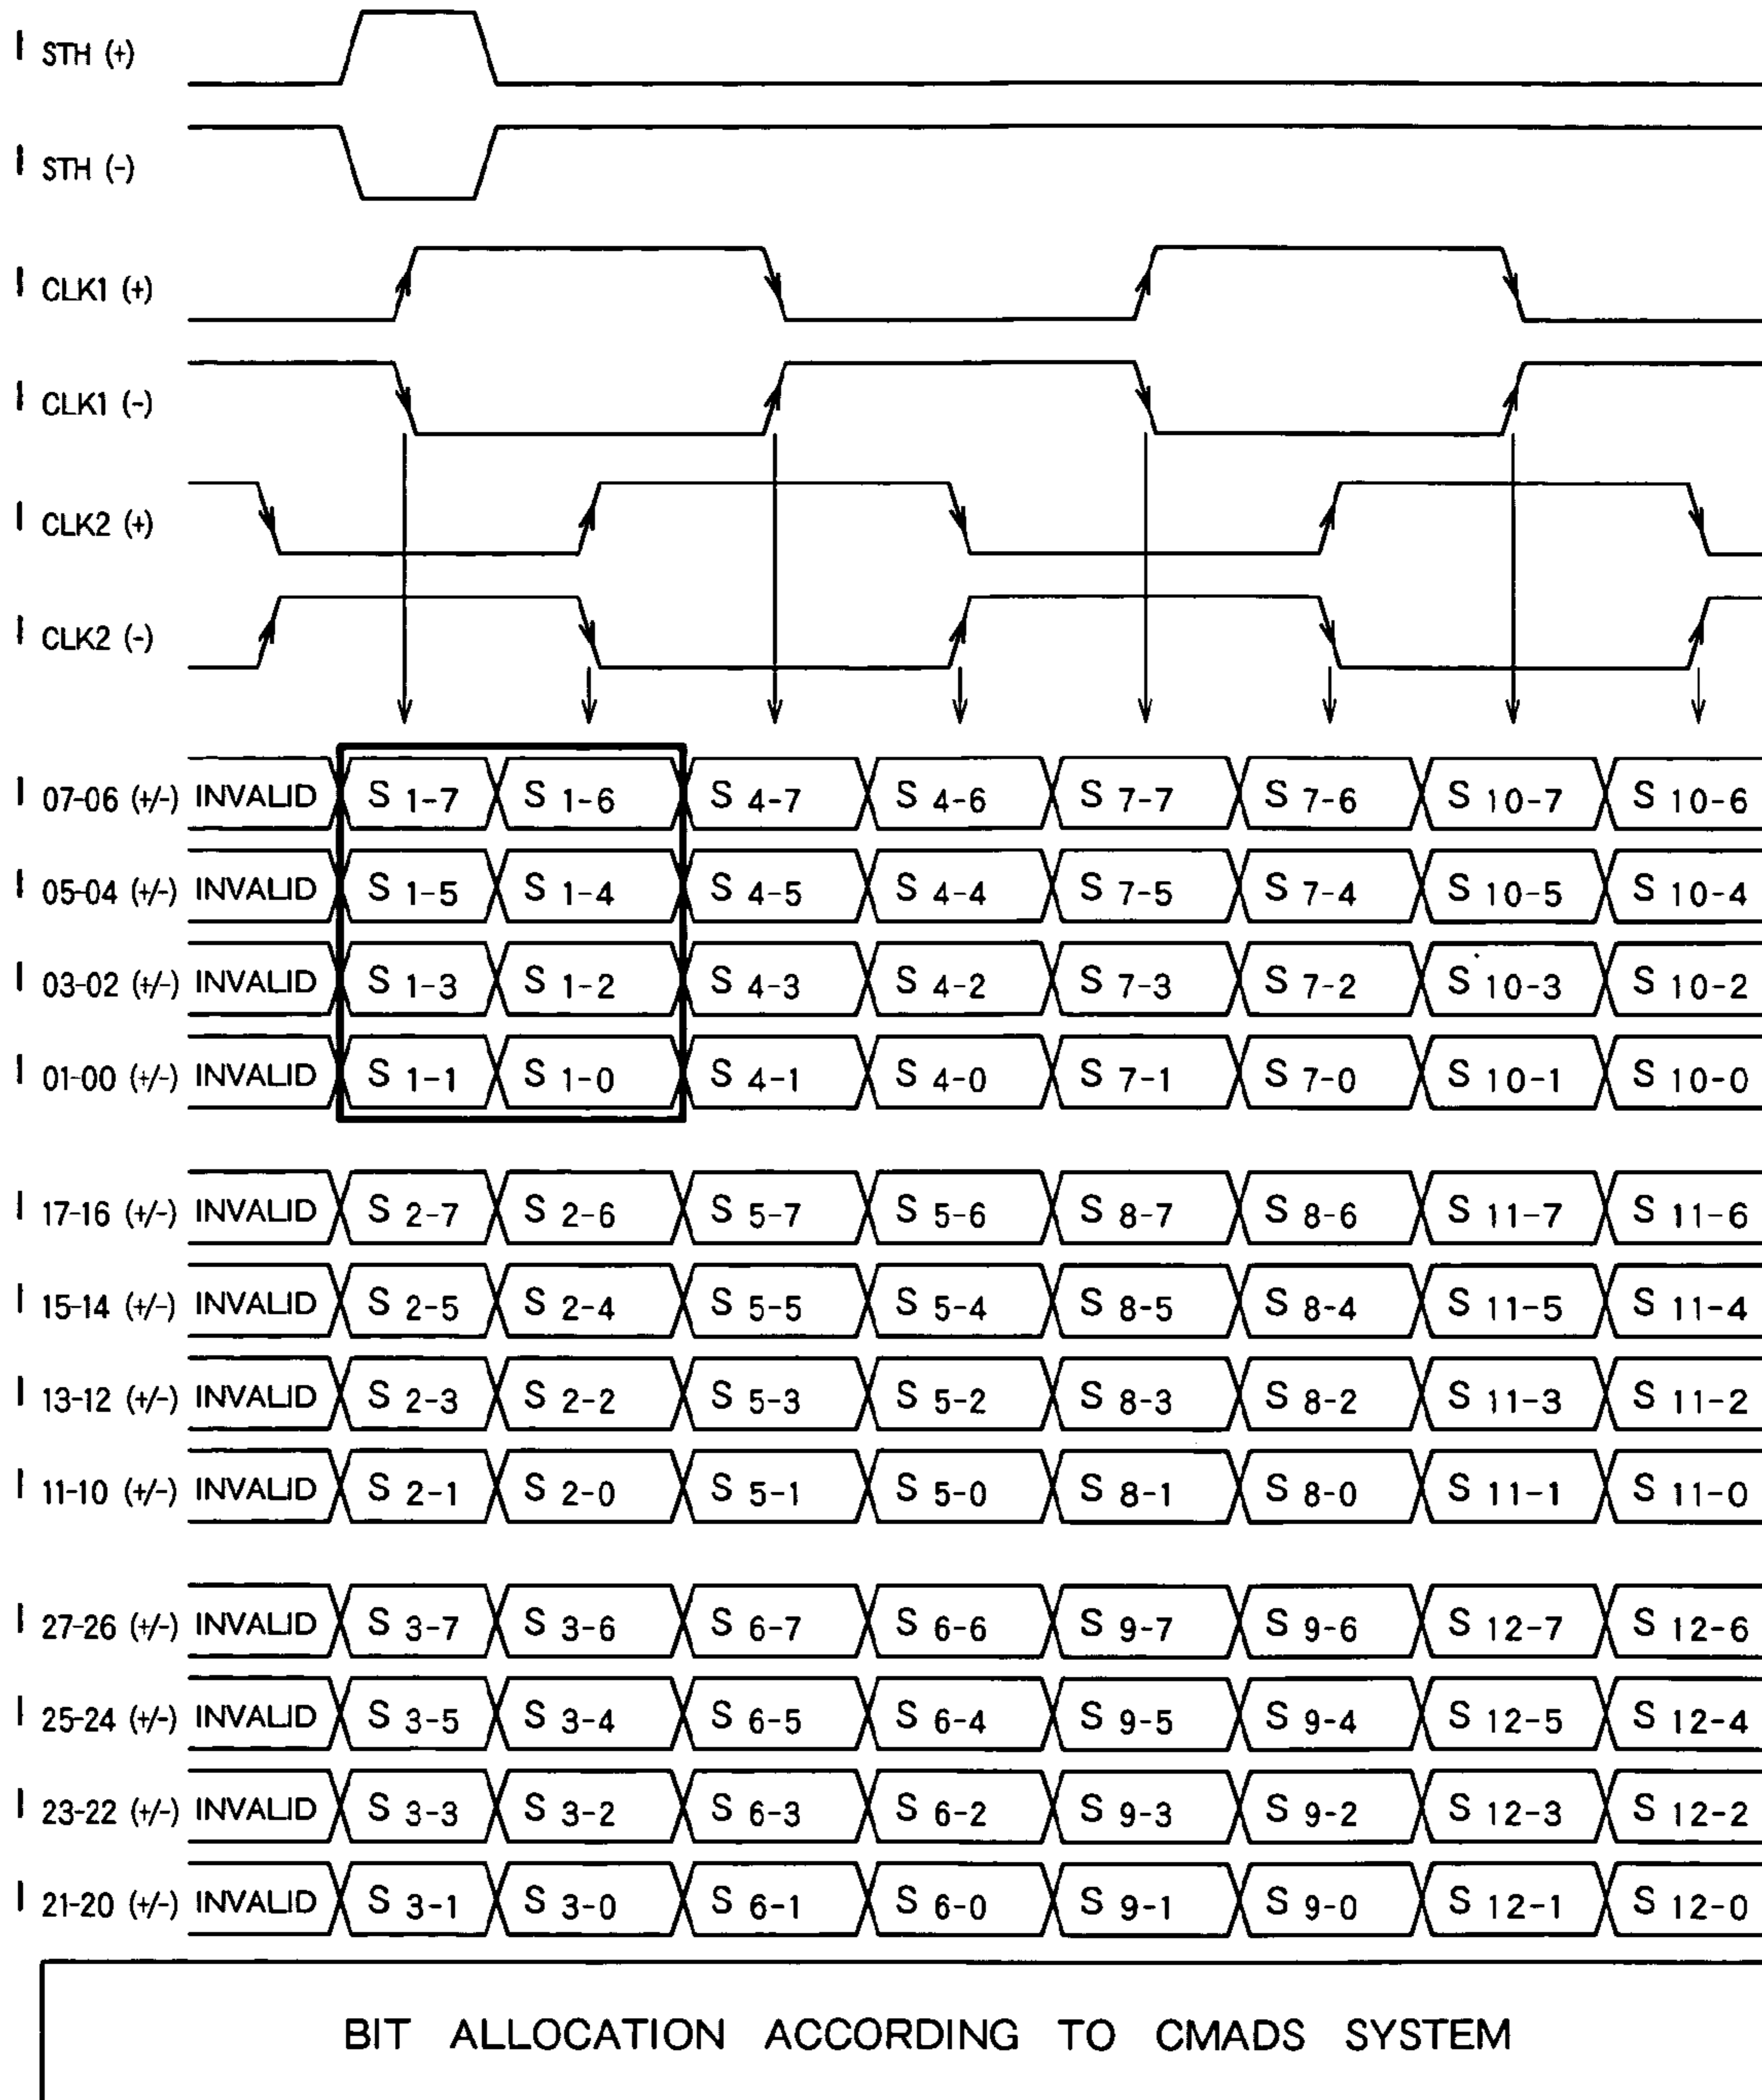 I STH (+)
I STH (-)
I CLK1 (+)
I CLK1 (-)
I CLK2 (+)
I CLK2 (-)
I 07-06 (+/-) INVALID S 1-7 S 1-6 S 4-7 S 4-6 S 7-7 S 7-6 S 10-7 S 10-6
I 05-04 (+/-) INVALID S 1-5 S 1-4 S 4-5 S 4-4 S 7-5 S 7-4 S 10-5 S 10-4
I 03-02 (+/-) INVALID S 1-3 S 1-2 S 4-3 S 4-2 S 7-3 S 7-2 S 10-3 S 10-2
I 01-00 (+/-) INVALID S 1-1 S 1-0 S 4-1 S 4-0 S 7-1 S 7-0 S 10-1 S 10-0
I 17-16 (+/-) INVALID S 2-7 S 2-6 S 5-7 S 5-6 S 8-7 S 8-6 S 11-7 S 11-6
I 15-14 (+/-) INVALID S 2-5 S 2-4 S 5-5 S 5-4 S 8-5 S 8-4 S 11-5 S 11-4
I 13-12 (+/-) INVALID S 2-3 S 2-2 S 5-3 S 5-2 S 8-3 S 8-2 S 11-3 S 11-2
I 11-10 (+/-) INVALID S 2-1 S 2-0 S 5-1 S 5-0 S 8-1 S 8-0 S 11-1 S 11-0
I 27-26 (+/-) INVALID S 3-7 S 3-6 S 6-7 S 6-6 S 9-7 S 9-6 S 12-7 S 12-6
I 25-24 (+/-) INVALID S 3-5 S 3-4 S 6-5 S 6-4 S 9-5 S 9-4 S 12-5 S 12-4
I 23-22 (+/-) INVALID S 3-3 S 3-2 S 6-3 S 6-2 S 9-3 S 9-2 S 12-3 S 12-2
I 21-20 (+/-) INVALID S 3-1 S 3-0 S 6-1 S 6-0 S 9-1 S 9-0 S 12-1 S 12-0
BIT ALLOCATION ACCORDING TO CMADS SYSTEM